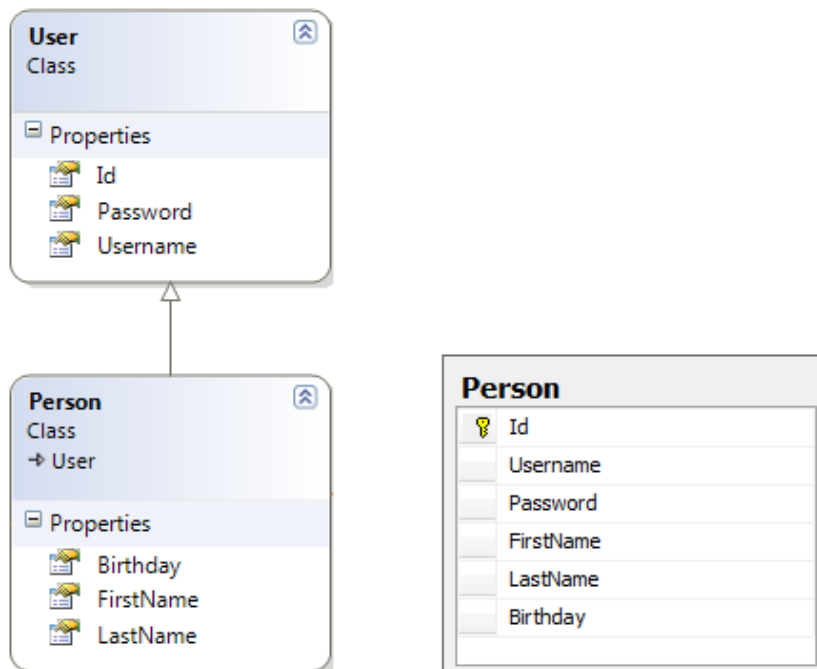 User
Class
Properties
Id
Password
Username
Person
Class
User
Properties
Birthday
FirstName
LastName
Person
Id
Username
Password
FirstName
LastName
Birthday